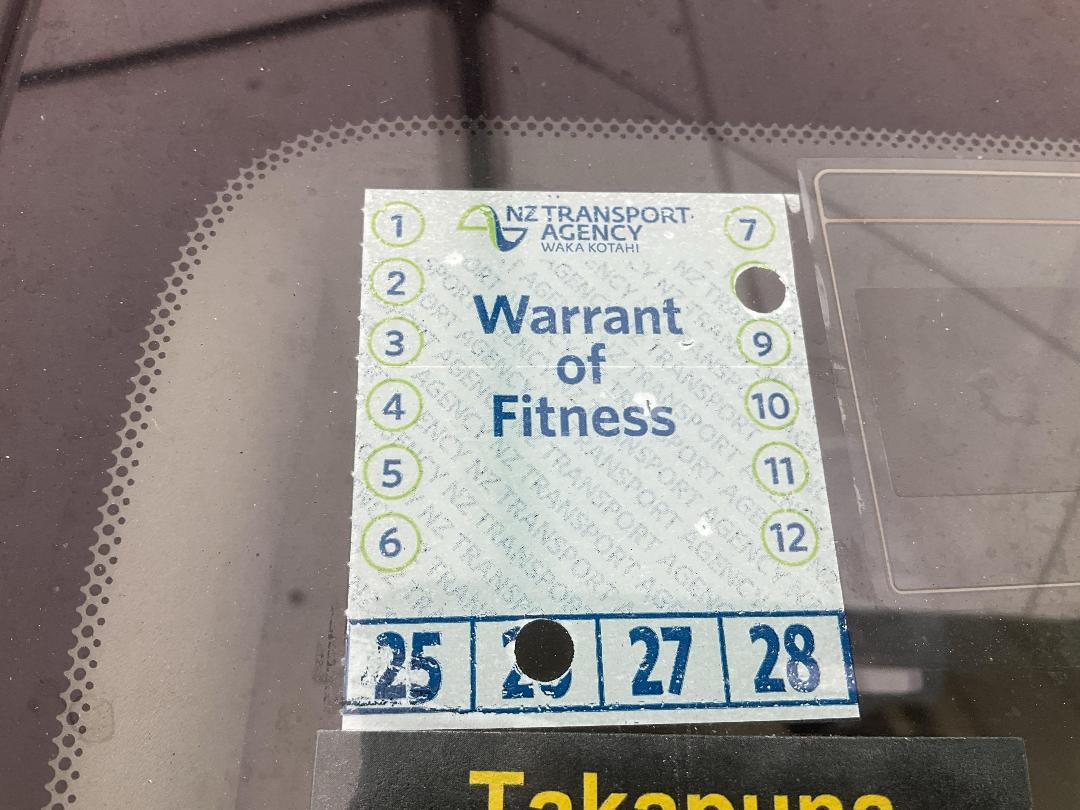 NZ TRANSPORT
AGENCY
WAKA KOTAHI
Warrant
of
Fitness
1
2
3
4
5
6
7
9
10
11
12
25 27 28
Takapuna